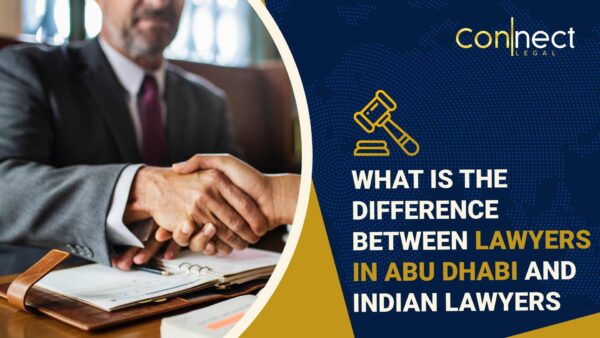 Connect
LEGAL
WHAT IS THE
DIFFERENCE
BETWEEN LAWYERS
IN ABU DHABI AND
INDIAN LAWYERS